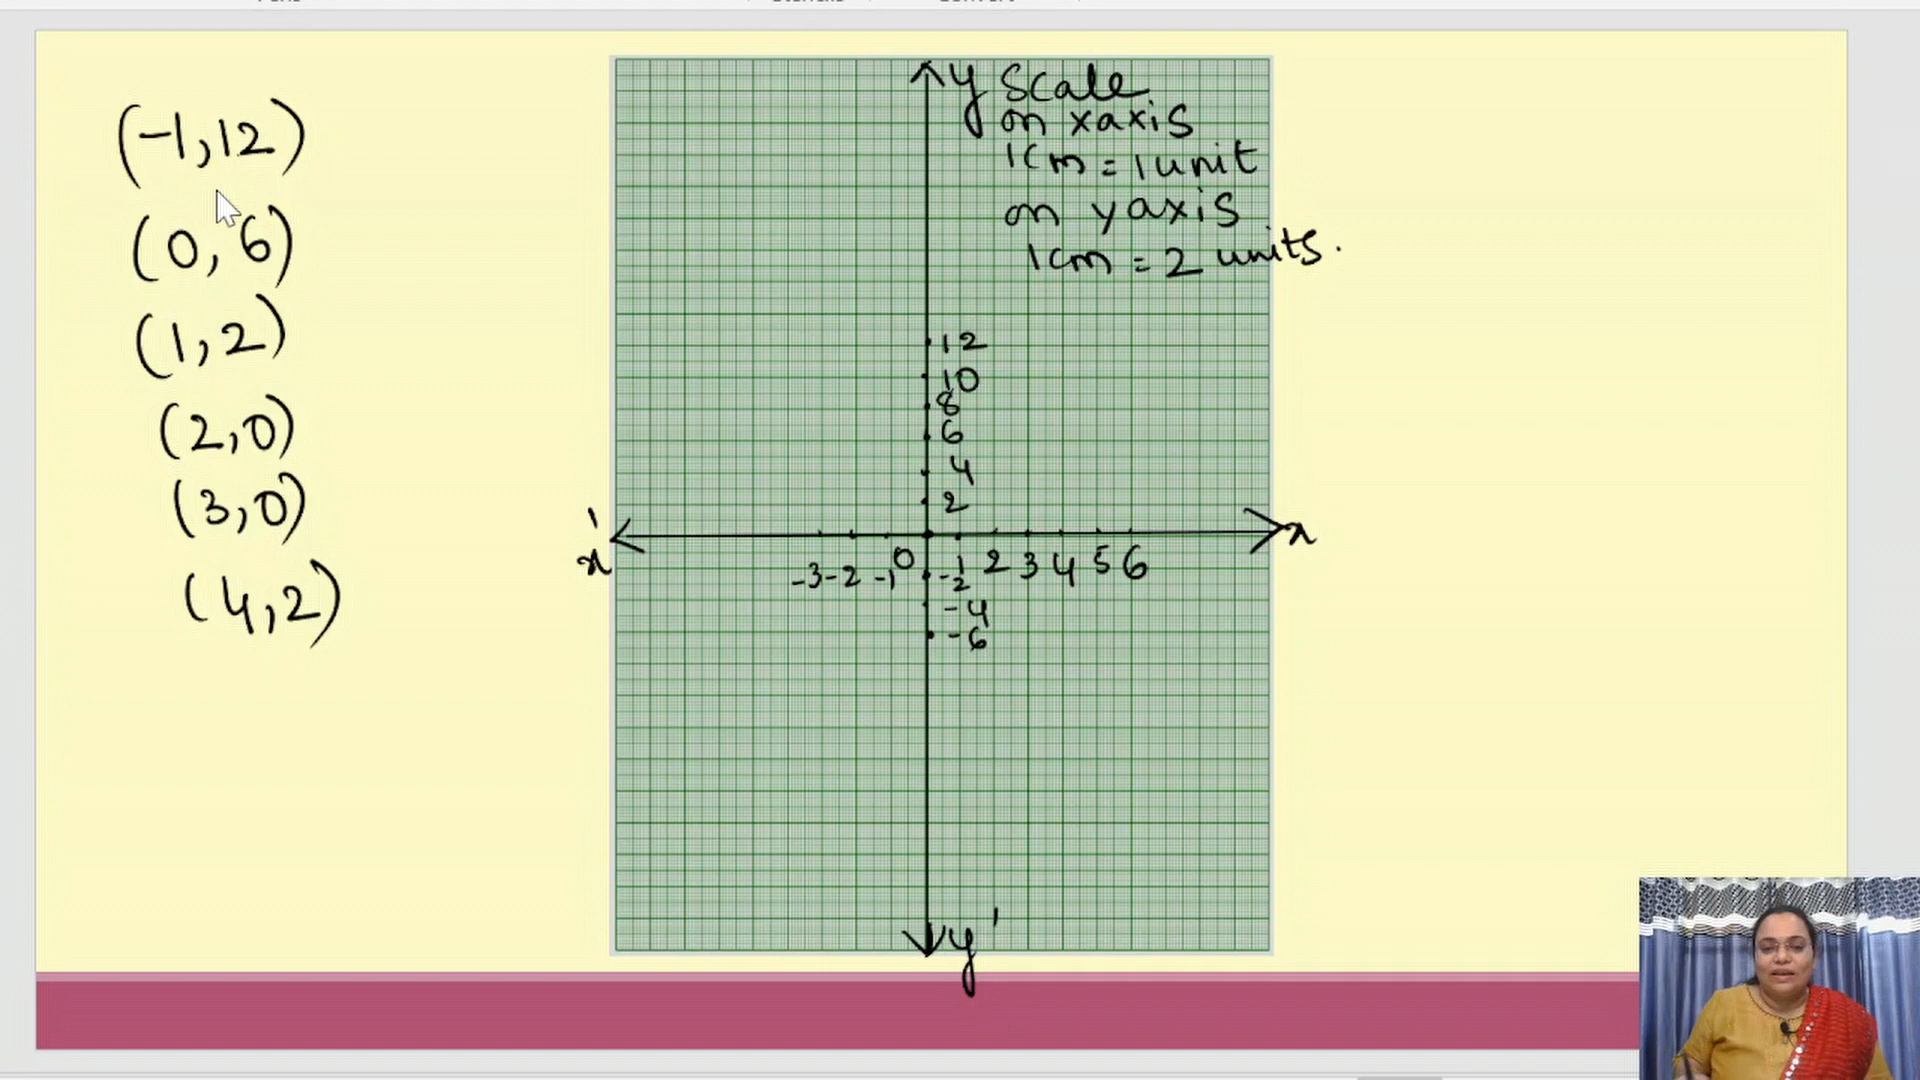 (-1,12)
(0,6)
(1,2)
(2,0)
(3,0)
(4,2)
y
Scale
on x axis
1cm = 1 unit
on y axis
1cm = 2 units.
12
10
8
6
4
2
x'
x
-3 -2 -1 0 1 2 3 4 5 6
-2
-4
-6
y'